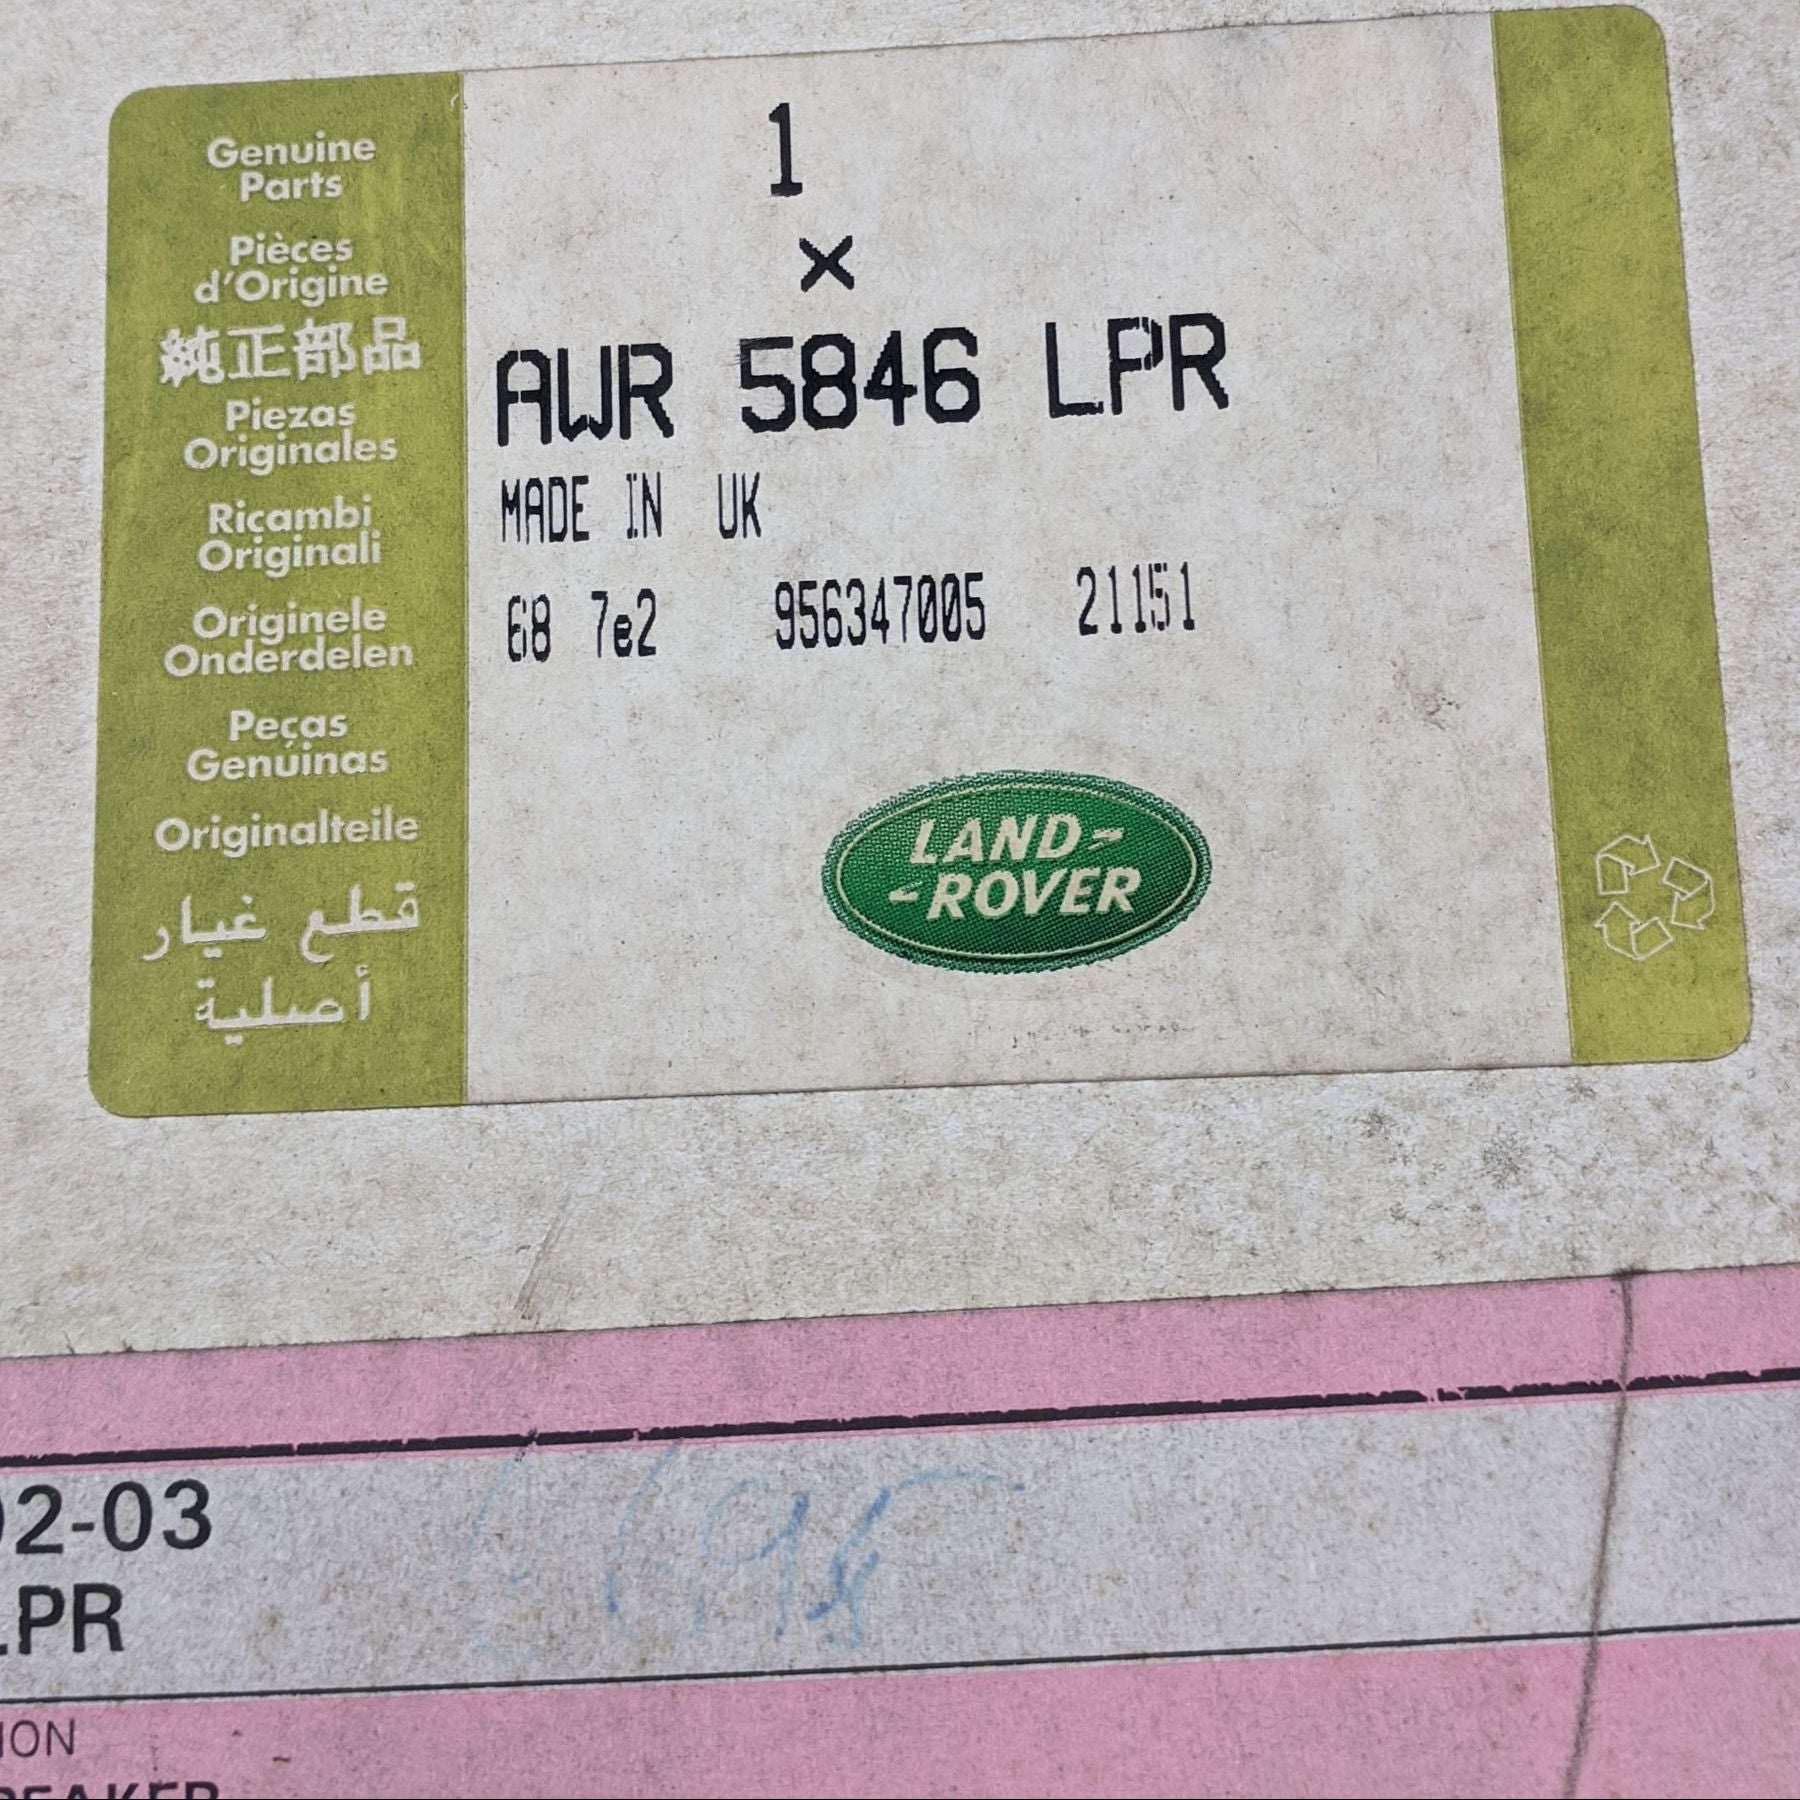 Genuine
Parts
Pièces
d'Origine
純正部品
Piezas
Originales
Ricambi
Originali
Originele
Onderdelen
Peças
Genuinas
Originalteile
قطع غيار
أصلية
1
×
AWR 5846 LPR
MADE IN UK
68 7e2 956347005 21151
LAND-
-ROVER
02-03
LPR
ION
PEAKER